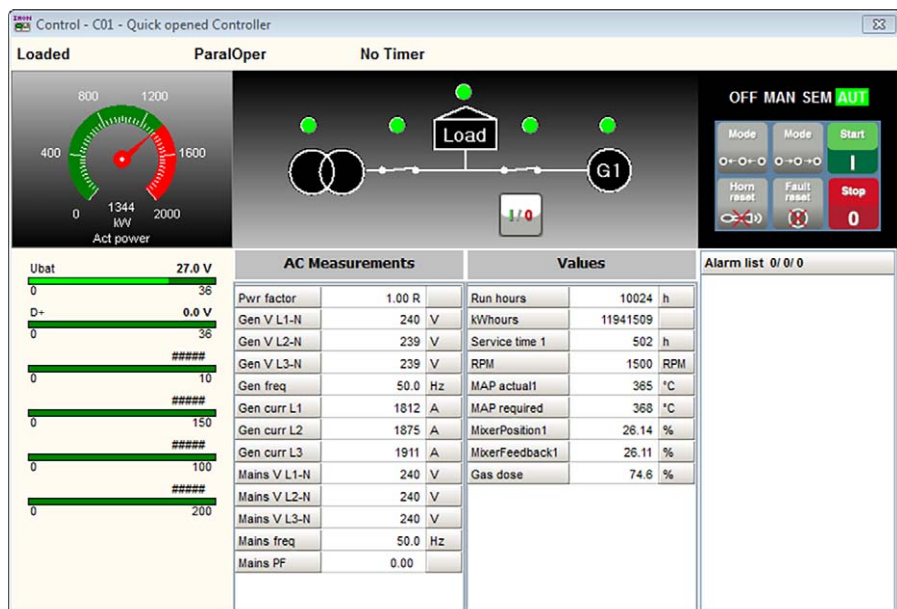 Control - C01 - Quick opened Controller
Loaded ParalOper No Timer
800 1200
400 1600
0 2000
1344
kW
Act power
Load
G1
I/0
OFF MAN SEM AUT
Mode Mode Start
I
Horn reset Fault reset Stop
0
Ubat 27.0 V
0 36
D+ 0.0 V
0 36
#####
0 10
#####
0 150
#####
0 100
#####
0 200
AC Measurements
Pwr factor 1.00 R
Gen V L1-N 240 V
Gen V L2-N 239 V
Gen V L3-N 239 V
Gen freq 50.0 Hz
Gen curr L1 1812 A
Gen curr L2 1875 A
Gen curr L3 1911 A
Mains V L1-N 240 V
Mains V L2-N 240 V
Mains V L3-N 240 V
Mains freq 50.0 Hz
Mains PF 0.00
Values
Run hours 10024 h
kWhours 11941509
Service time 1 502 h
RPM 1500 RPM
MAP actual1 365 °C
MAP required 368 °C
MixerPosition1 26.14 %
MixerFeedback1 26.11 %
Gas dose 74.6 %
Alarm list 0/ 0/ 0